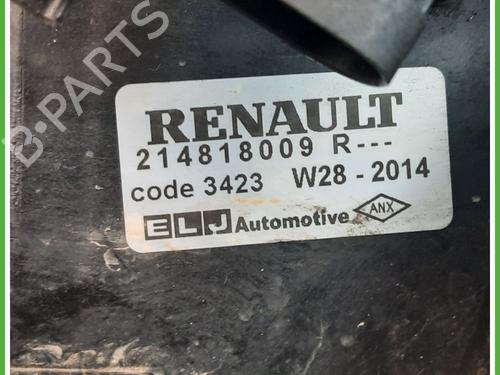 B-PARTS
RENAULT
214818009 R---
code 3423 W28 - 2014
ELJ Automotive ANX